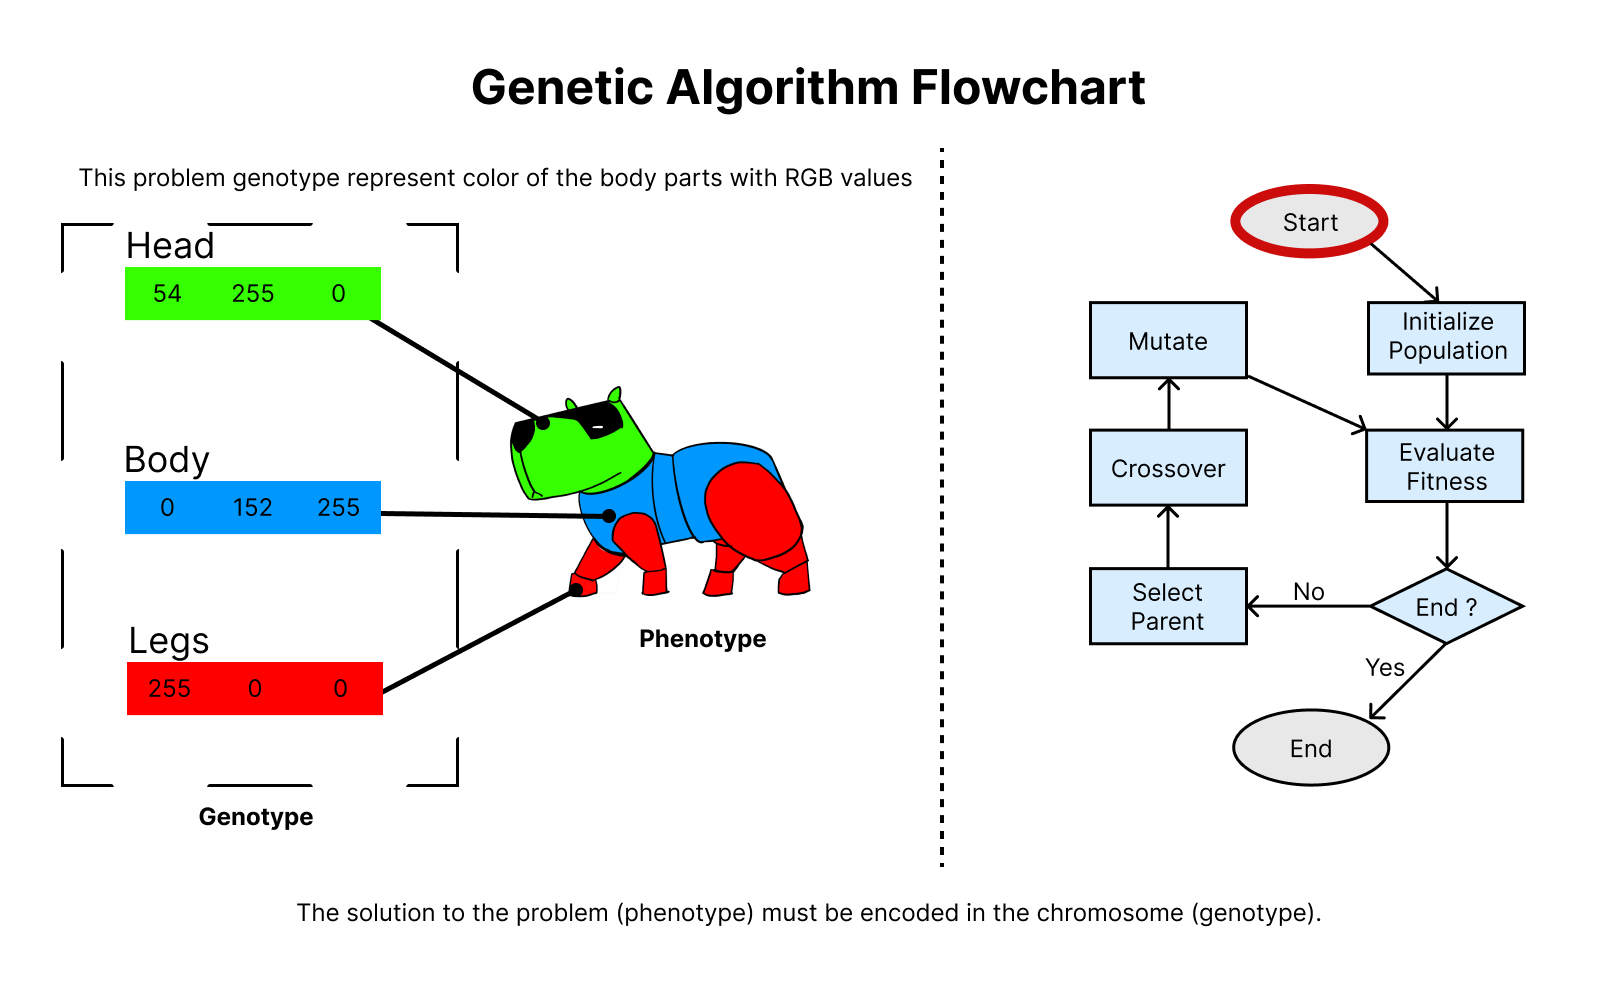 Genetic Algorithm Flowchart
This problem genotype represent color of the body parts with RGB values
Head
54 255 0
Body
0 152 255
Legs
255 0 0
Genotype
Phenotype
Start
Initialize
Population
Mutate
Evaluate
Fitness
Crossover
End ?
No
Select
Parent
Yes
End
The solution to the problem (phenotype) must be encoded in the chromosome (genotype).